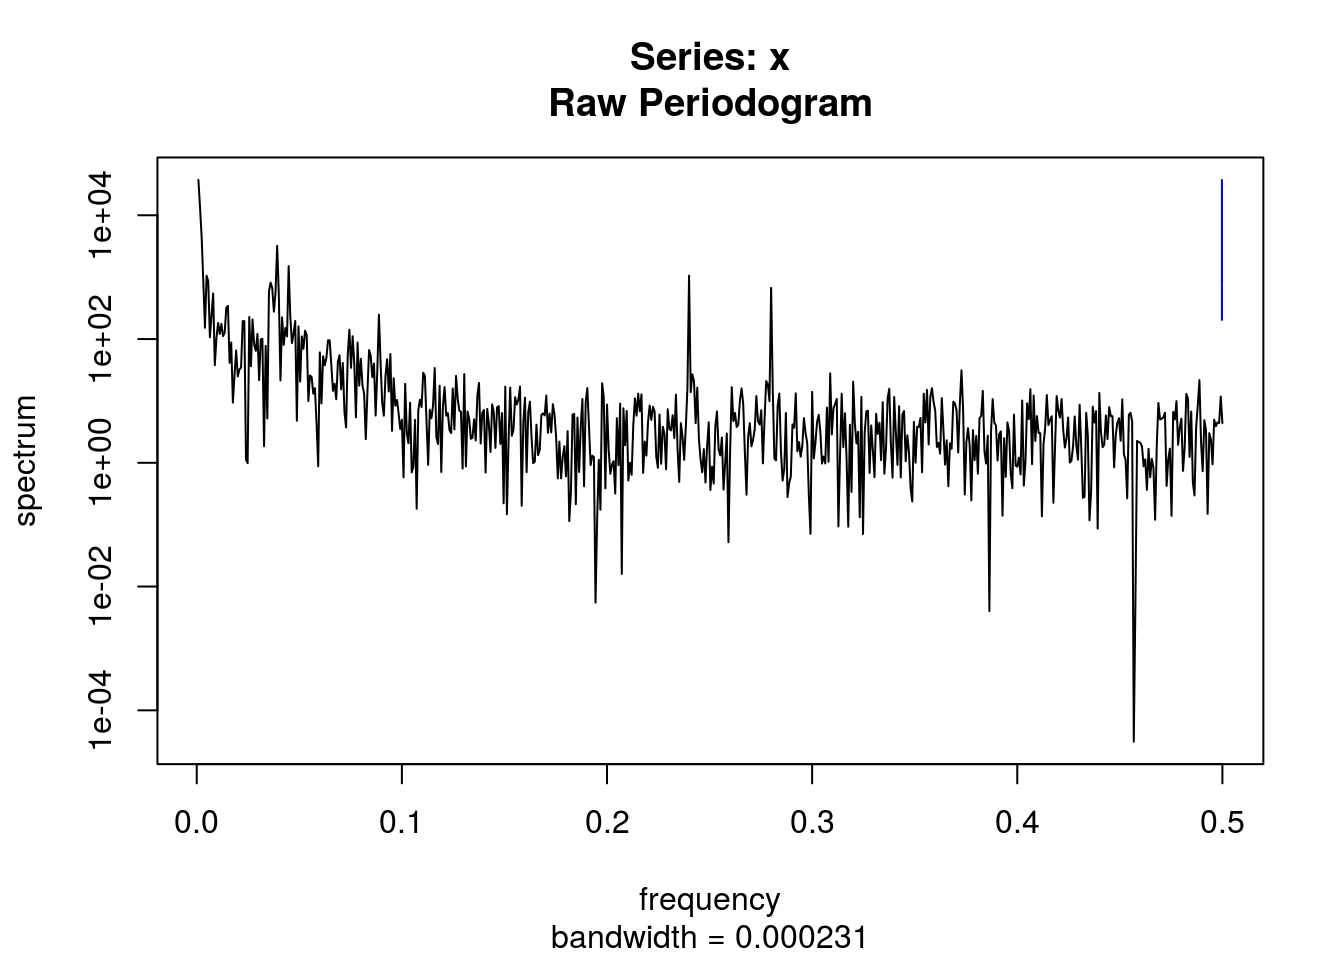 Series: x
Raw Periodogram
spectrum
1e+04
1e+02
1e+00
1e-02
1e-04
0.0 0.1 0.2 0.3 0.4 0.5
frequency
bandwidth = 0.000231